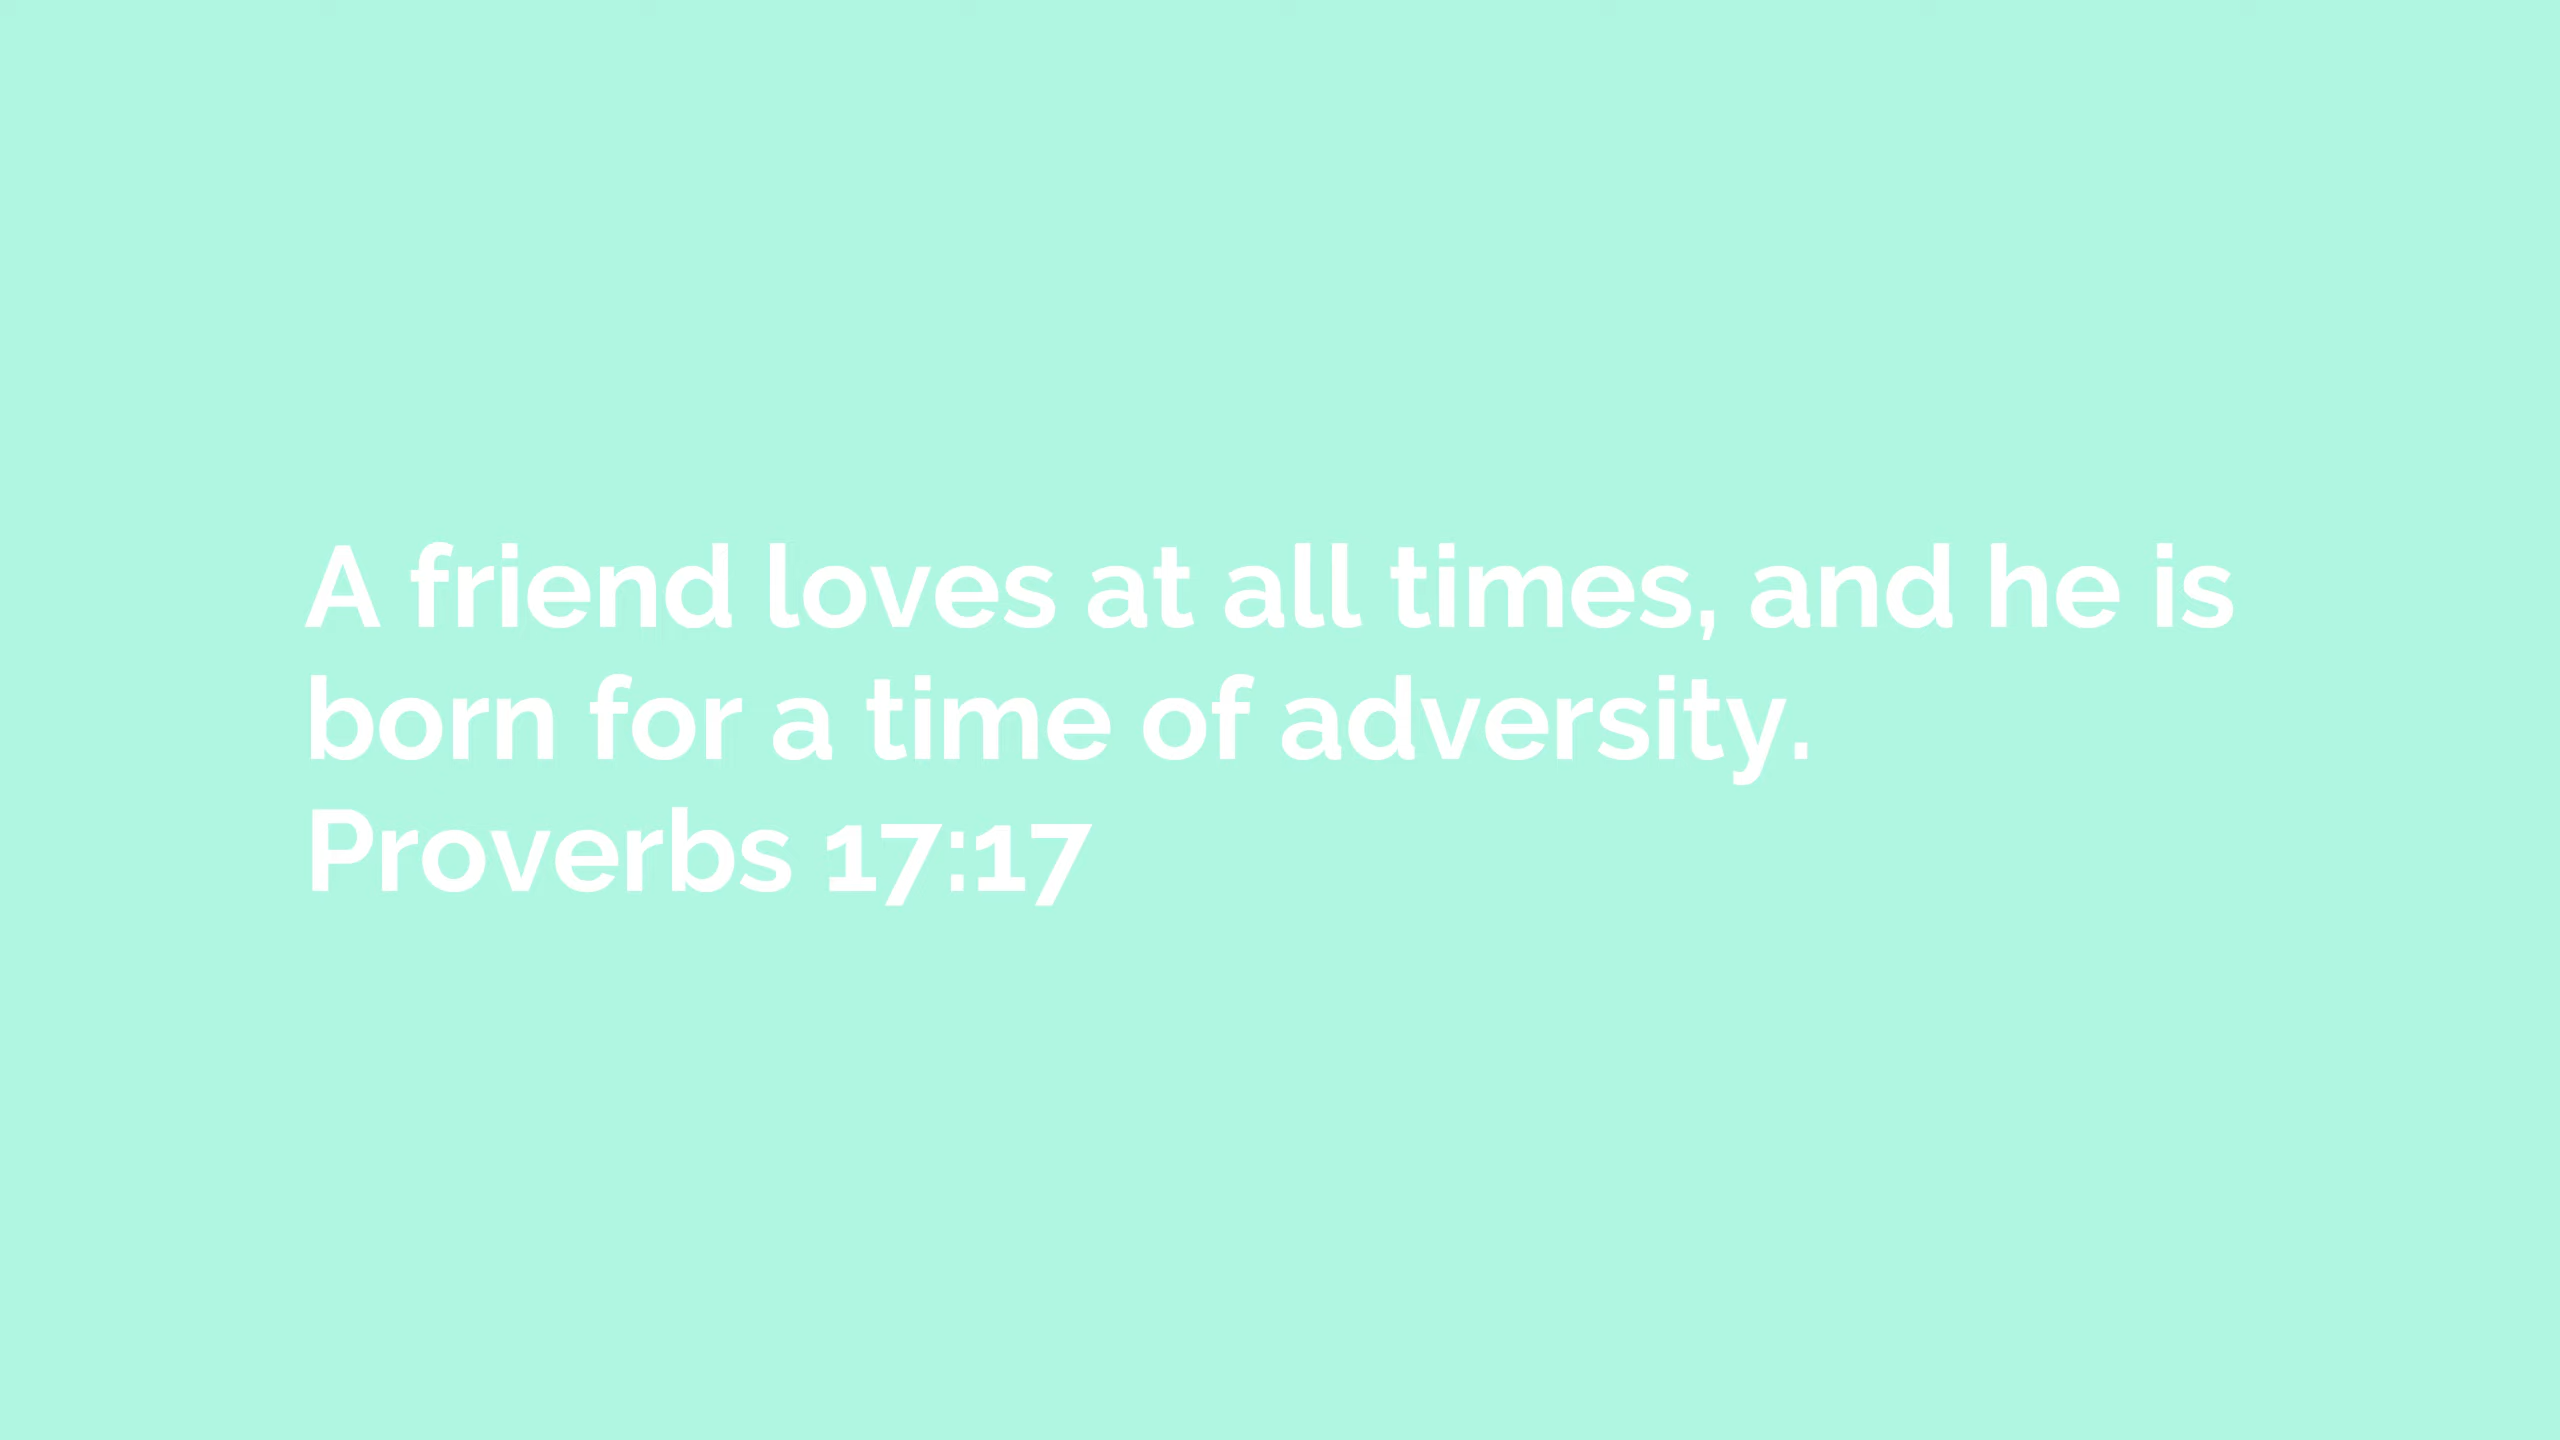 A friend loves at all times, and he is
born for a time of adversity.
Proverbs 17:17